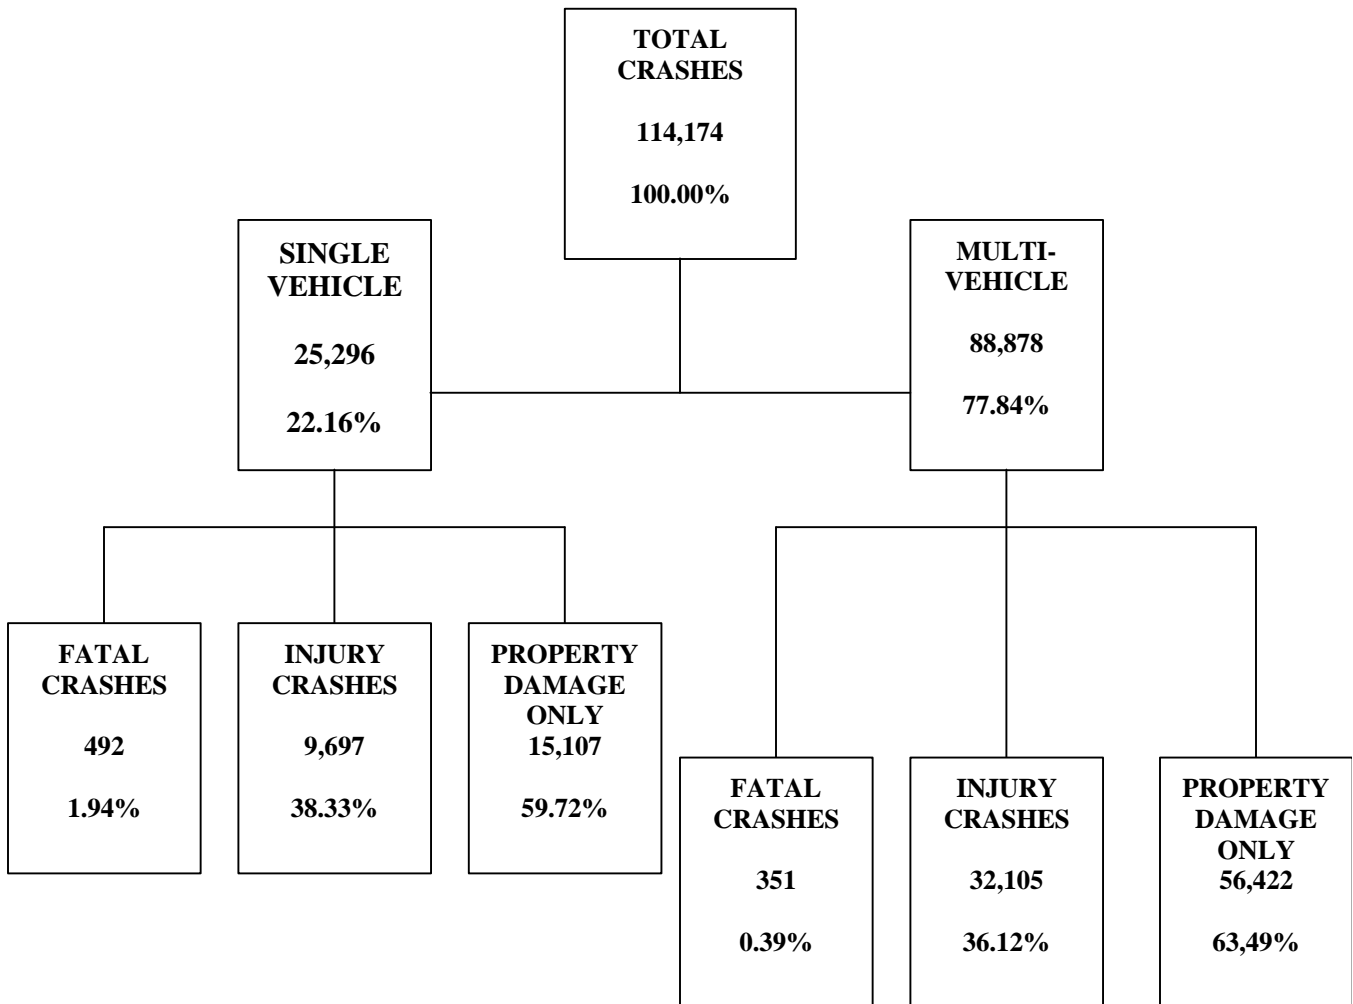 TOTAL
CRASHES
114,174
100.00%
SINGLE
VEHICLE
25,296
22.16%
MULTI-
VEHICLE
88,878
77.84%
FATAL
CRASHES
492
1.94%
INJURY
CRASHES
9,697
38.33%
PROPERTY
DAMAGE
ONLY
15,107
59.72%
FATAL
CRASHES
351
0.39%
INJURY
CRASHES
32,105
36.12%
PROPERTY
DAMAGE
ONLY
56,422
63,49%